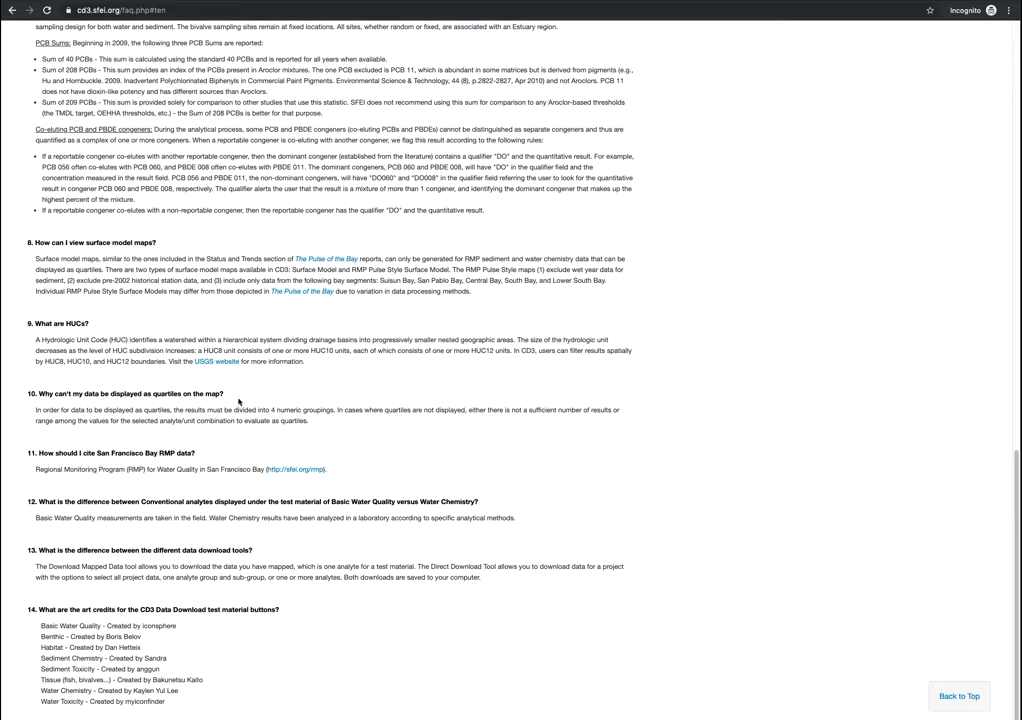 cd3.sfei.org/faq.php#ten
Incognito
sampling design for both water and sediment. The bivalve sampling sites remain at fixed locations. All sites, whether random or fixed, are associated with an Estuary region.
PCB Sums: Beginning in 2009, the following three PCB Sums are reported:
• Sum of 40 PCBs - This sum is calculated using the standard 40 PCBs and is reported for all years when available.
• Sum of 208 PCBs - This sum provides an index of the PCBs present in Aroclor mixtures. The one PCB excluded is PCB 11, which is abundant in some matrices but is derived from pigments (e.g.,
Hu and Hornbuckle. 2009. Inadvertent Polychlorinated Biphenyls in Commercial Paint Pigments. Environmental Science & Technology, 44 (8), p.2822-2827, Apr 2010) and not Aroclors. PCB 11
does not have dioxin-like potency and has different sources than Aroclors.
• Sum of 209 PCBs - This sum is provided solely for comparison to other studies that use this statistic. SFEI does not recommend using this sum for comparison to any Aroclor-based thresholds
(the TMDL target, OEHHA thresholds, etc.) - the Sum of 208 PCBs is better for that purpose.
Co-eluting PCB and PBDE congeners: During the analytical process, some PCB and PBDE congeners (co-eluting PCBs and PBDEs) cannot be distinguished as separate congeners and thus are
quantified as a complex of one or more congeners. When a reportable congener is co-eluting with another congener, we flag this result according to the following rules:
• If a reportable congener co-elutes with another reportable congener, then the dominant congener (established from the literature) contains a qualifier "DO" and the quantitative result. For example,
PCB 056 often co-elutes with PCB 060, and PBDE 008 often co-elutes with PBDE 011. The dominant congeners, PCB 060 and PBDE 008, will have "DO" in the qualifier field and the
concentration measured in the result field. PCB 056 and PBDE 011, the non-dominant congeners, will have "DO060" and "DO008" in the qualifier field referring the user to look for the quantitative
result in congener PCB 060 and PBDE 008, respectively. The qualifier alerts the user that the result is a mixture of more than 1 congener, and identifying the dominant congener that makes up the
highest percent of the mixture.
• If a reportable congener co-elutes with a non-reportable congener, then the reportable congener has the qualifier "DO" and the quantitative result.
8. How can I view surface model maps?
Surface model maps, similar to the ones included in the Status and Trends section of The Pulse of the Bay reports, can only be generated for RMP sediment and water chemistry data that can be
displayed as quartiles. There are two types of surface model maps available in CD3: Surface Model and RMP Pulse Style Surface Model. The RMP Pulse Style maps (1) exclude wet year data for
sediment, (2) exclude pre-2002 historical station data, and (3) include only data from the following bay segments: Suisun Bay, San Pablo Bay, Central Bay, South Bay, and Lower South Bay.
Individual RMP Pulse Style Surface Models may differ from those depicted in The Pulse of the Bay due to variation in data processing methods.
9. What are HUCs?
A Hydrologic Unit Code (HUC) identifies a watershed within a hierarchical system dividing drainage basins into progressively smaller nested geographic areas. The size of the hydrologic unit
decreases as the level of HUC subdivision increases: a HUC8 unit consists of one or more HUC10 units, each of which consists of one or more HUC12 units. In CD3, users can filter results spatially
by HUC8, HUC10, and HUC12 boundaries. Visit the USGS website for more information.
10. Why can't my data be displayed as quartiles on the map?
In order for data to be displayed as quartiles, the results must be divided into 4 numeric groupings. In cases where quartiles are not displayed, either there is not a sufficient number of results or
range among the values for the selected analyte/unit combination to evaluate as quartiles.
11. How should I cite San Francisco Bay RMP data?
Regional Monitoring Program (RMP) for Water Quality in San Francisco Bay (http://sfei.org/rmp).
12. What is the difference between Conventional analytes displayed under the test material of Basic Water Quality versus Water Chemistry?
Basic Water Quality measurements are taken in the field. Water Chemistry results have been analyzed in a laboratory according to specific analytical methods.
13. What is the difference between the different data download tools?
The Download Mapped Data tool allows you to download the data you have mapped, which is one analyte for a test material. The Direct Download Tool allows you to download data for a project
with the options to select all project data, one analyte group and sub-group, or one or more analytes. Both downloads are saved to your computer.
14. What are the art credits for the CD3 Data Download test material buttons?
Basic Water Quality - Created by iconsphere
Benthic - Created by Boris Belov
Habitat - Created by Dan Hetteix
Sediment Chemistry - Created by Sandra
Sediment Toxicity - Created by anggun
Tissue (fish, bivalves...) - Created by Bakunetsu Kaito
Water Chemistry - Created by Kaylen Yul Lee
Water Toxicity - Created by myiconfinder
Back to Top